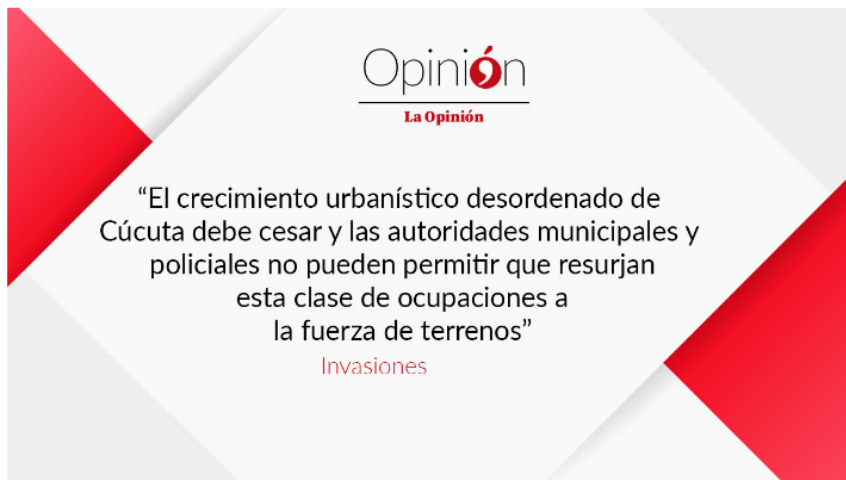 Opinión
La Opinión
“El crecimiento urbanístico desordenado de
Cúcuta debe cesar y las autoridades municipales y
policiales no pueden permitir que resurjan
esta clase de ocupaciones a
la fuerza de terrenos”
Invasiones